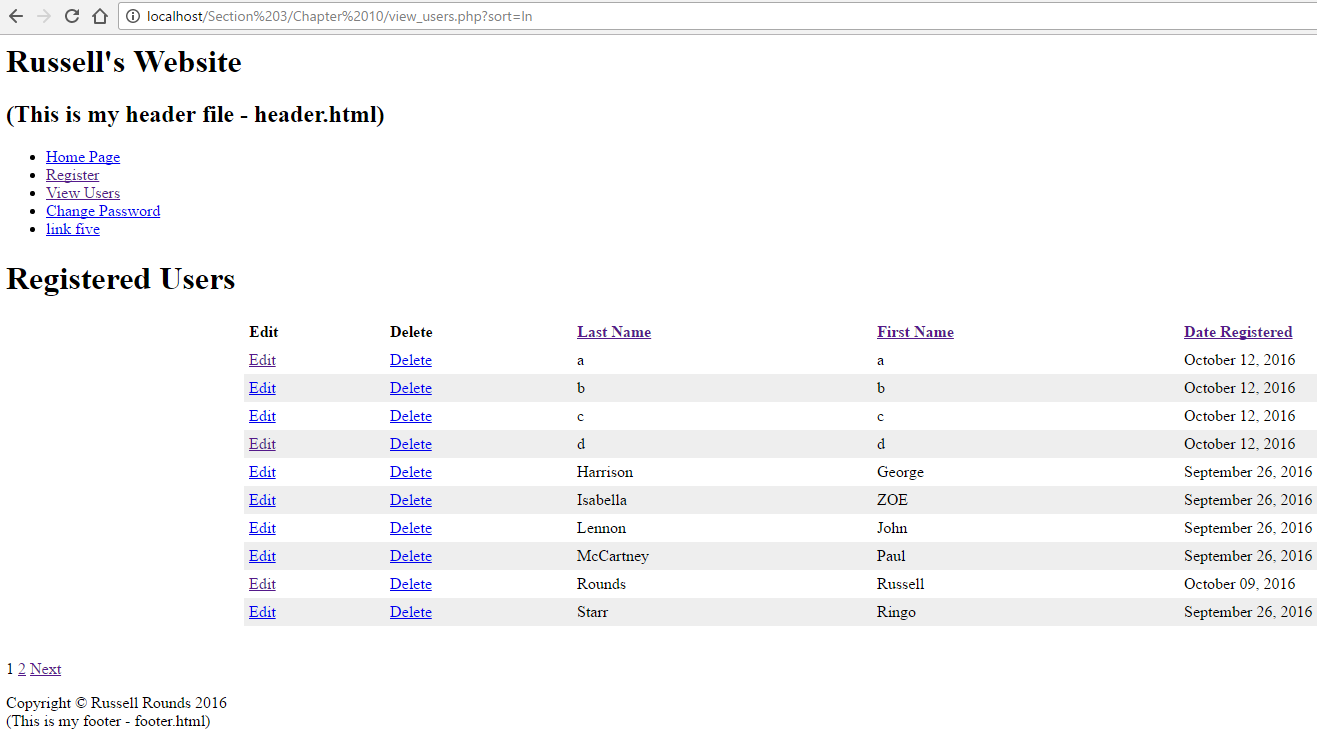 localhost/Section%203/Chapter%2010/view_users.php?sort=ln
Russell's Website
(This is my header file - header.html)
Home Page
Register
View Users
Change Password
link five
Registered Users
Edit Delete Last Name First Name Date Registered
Edit Delete a a October 12, 2016
Edit Delete b b October 12, 2016
Edit Delete c c October 12, 2016
Edit Delete d d October 12, 2016
Edit Delete Harrison George September 26, 2016
Edit Delete Isabella ZOE September 26, 2016
Edit Delete Lennon John September 26, 2016
Edit Delete McCartney Paul September 26, 2016
Edit Delete Rounds Russell October 09, 2016
Edit Delete Starr Ringo September 26, 2016
1 2 Next
Copyright © Russell Rounds 2016
(This is my footer - footer.html)